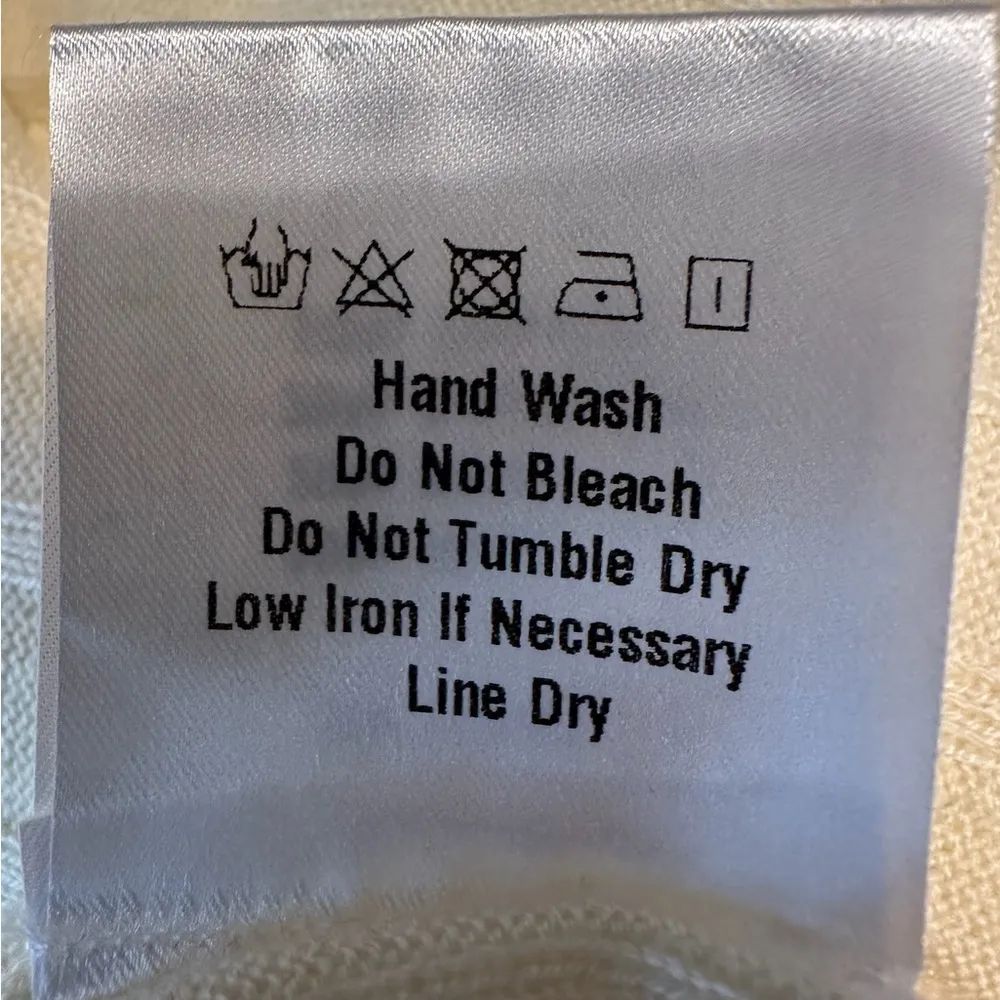 Hand Wash
Do Not Bleach
Do Not Tumble Dry
Low Iron If Necessary
Line Dry